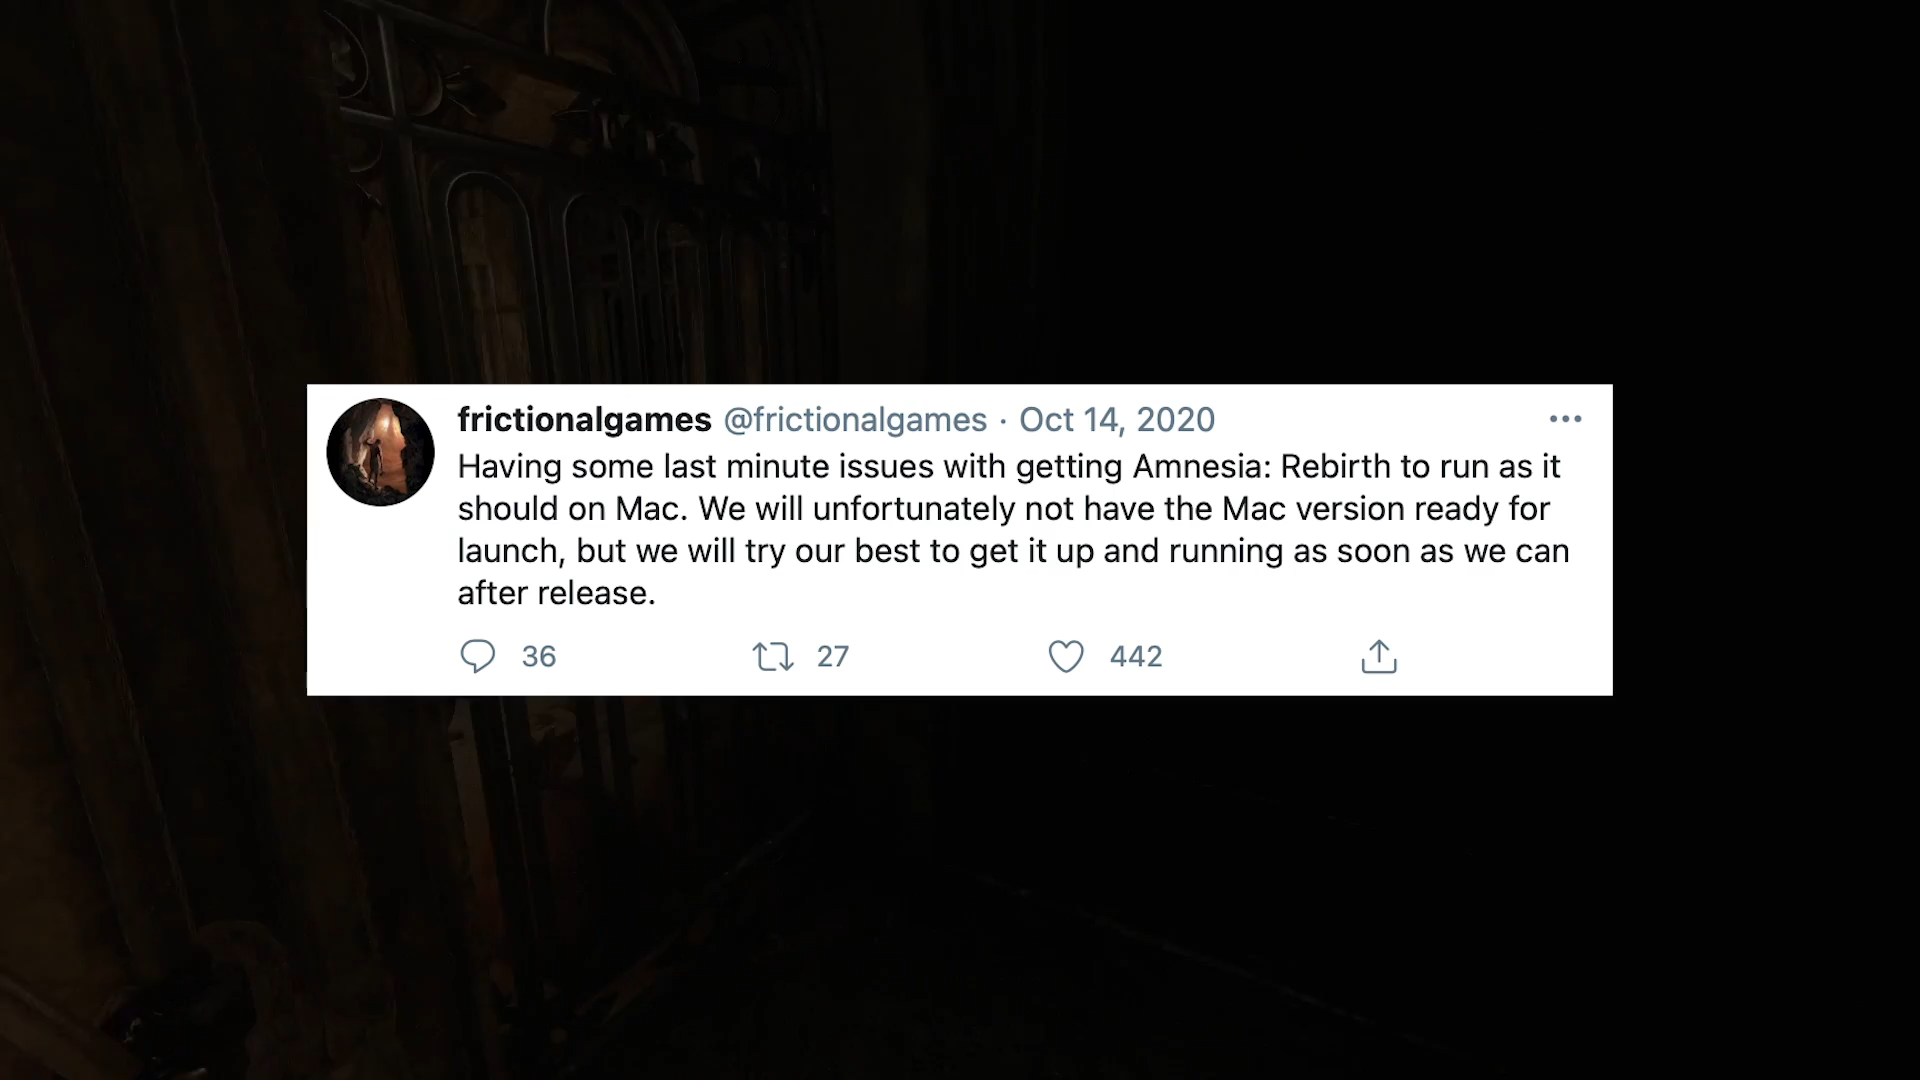 frictionalgames @frictionalgames · Oct 14, 2020
Having some last minute issues with getting Amnesia: Rebirth to run as it
should on Mac. We will unfortunately not have the Mac version ready for
launch, but we will try our best to get it up and running as soon as we can
after release.
36 27 442